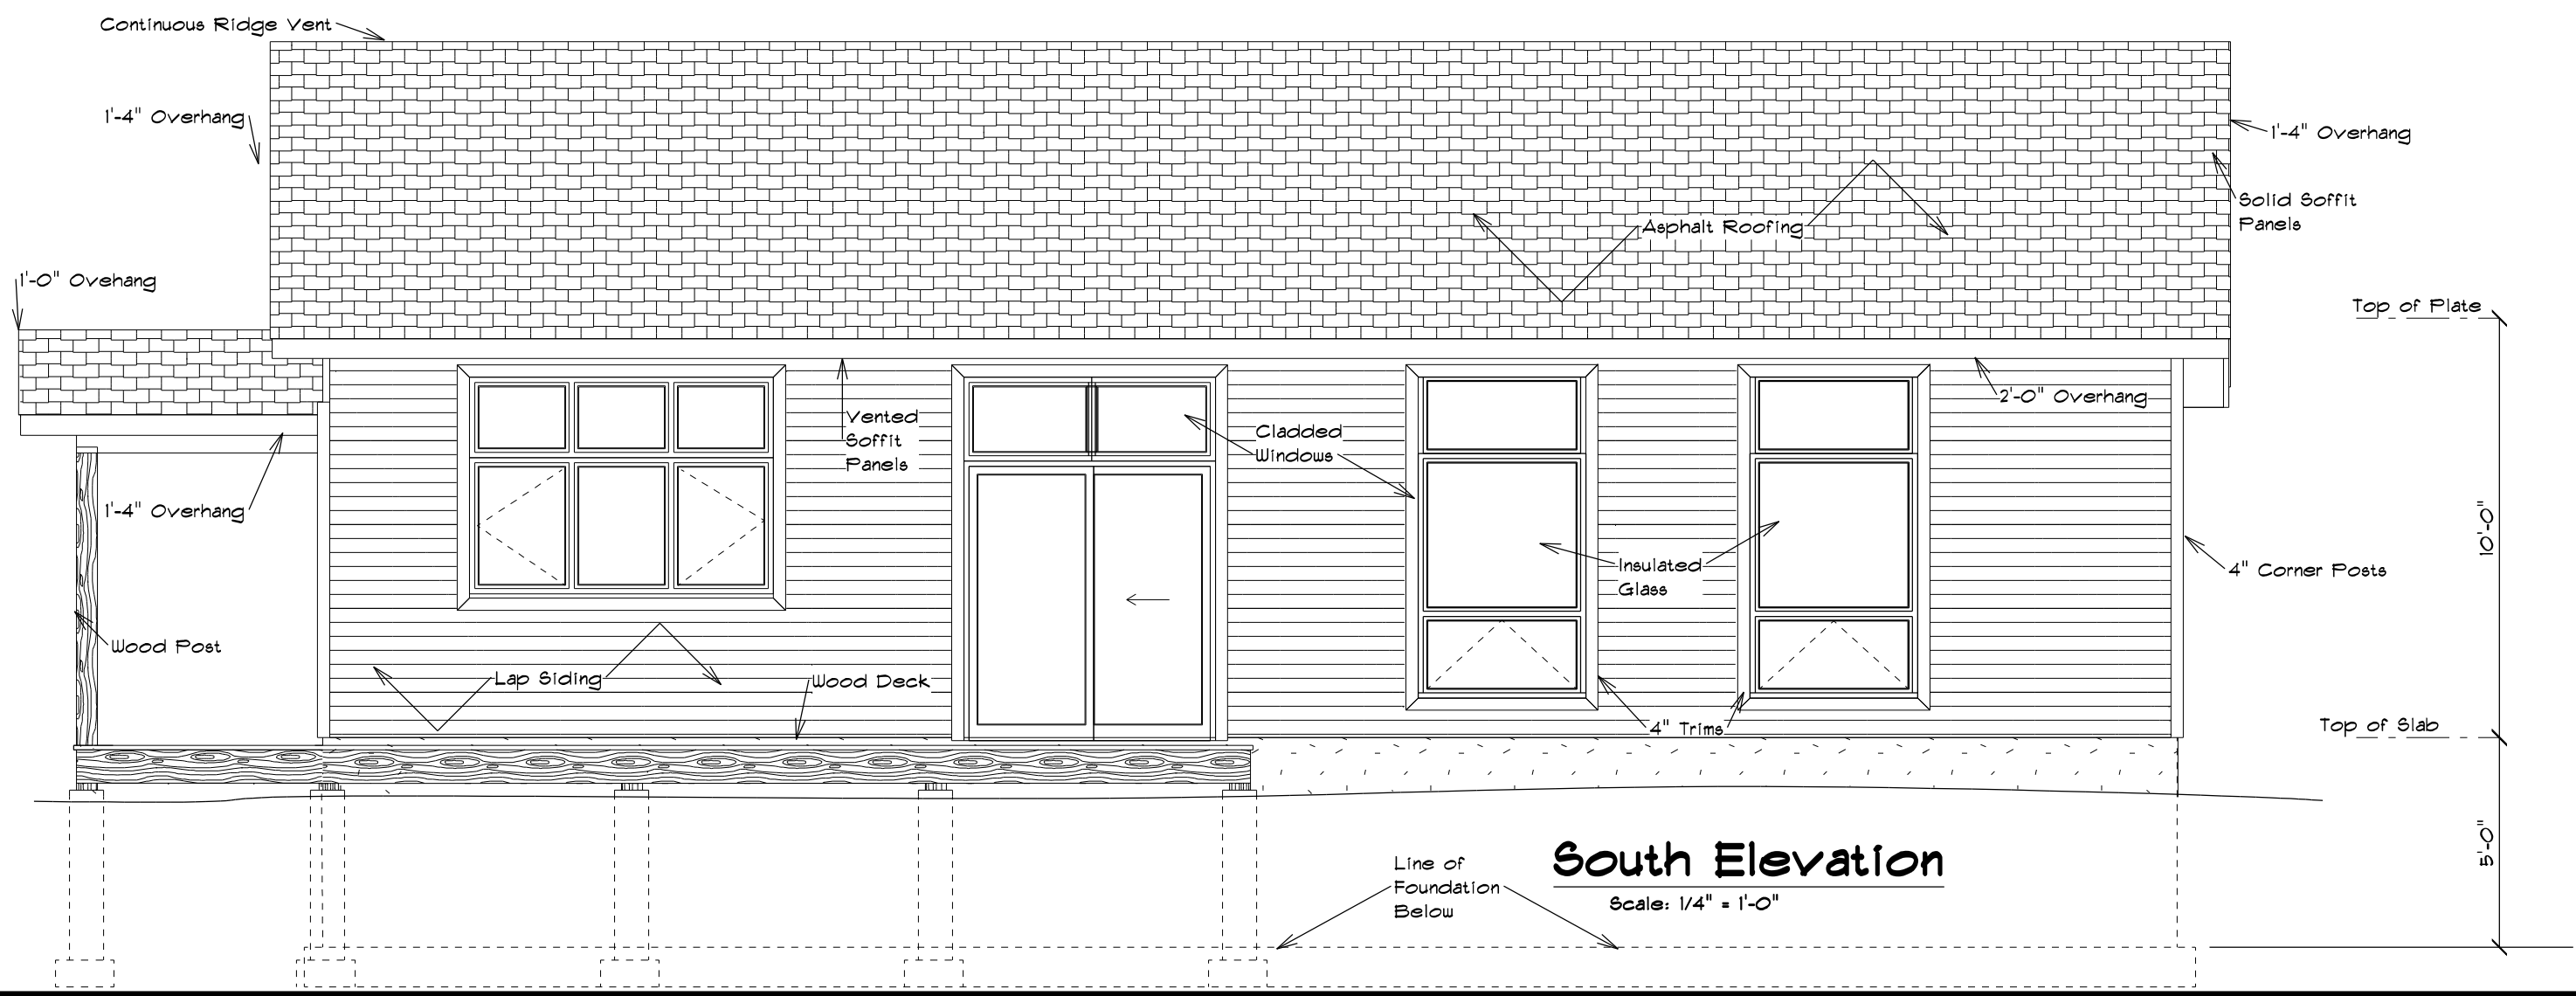 Continuous Ridge Vent
1'-4" Overhang
1'-4" Overhang
Solid Soffit
Panels
Asphalt Roofing
1'-0" Ovehang
Top of Plate
2'-0" Overhang
Vented
Soffit
Panels
Cladded
Windows
1'-4" Overhang
10'-0"
Insulated
Glass
4" Corner Posts
Wood Post
Lap Siding
Wood Deck
4" Trims
Top of Slab
5'-0"
Line of
Foundation
Below
South Elevation
Scale: 1/4" = 1'-0"